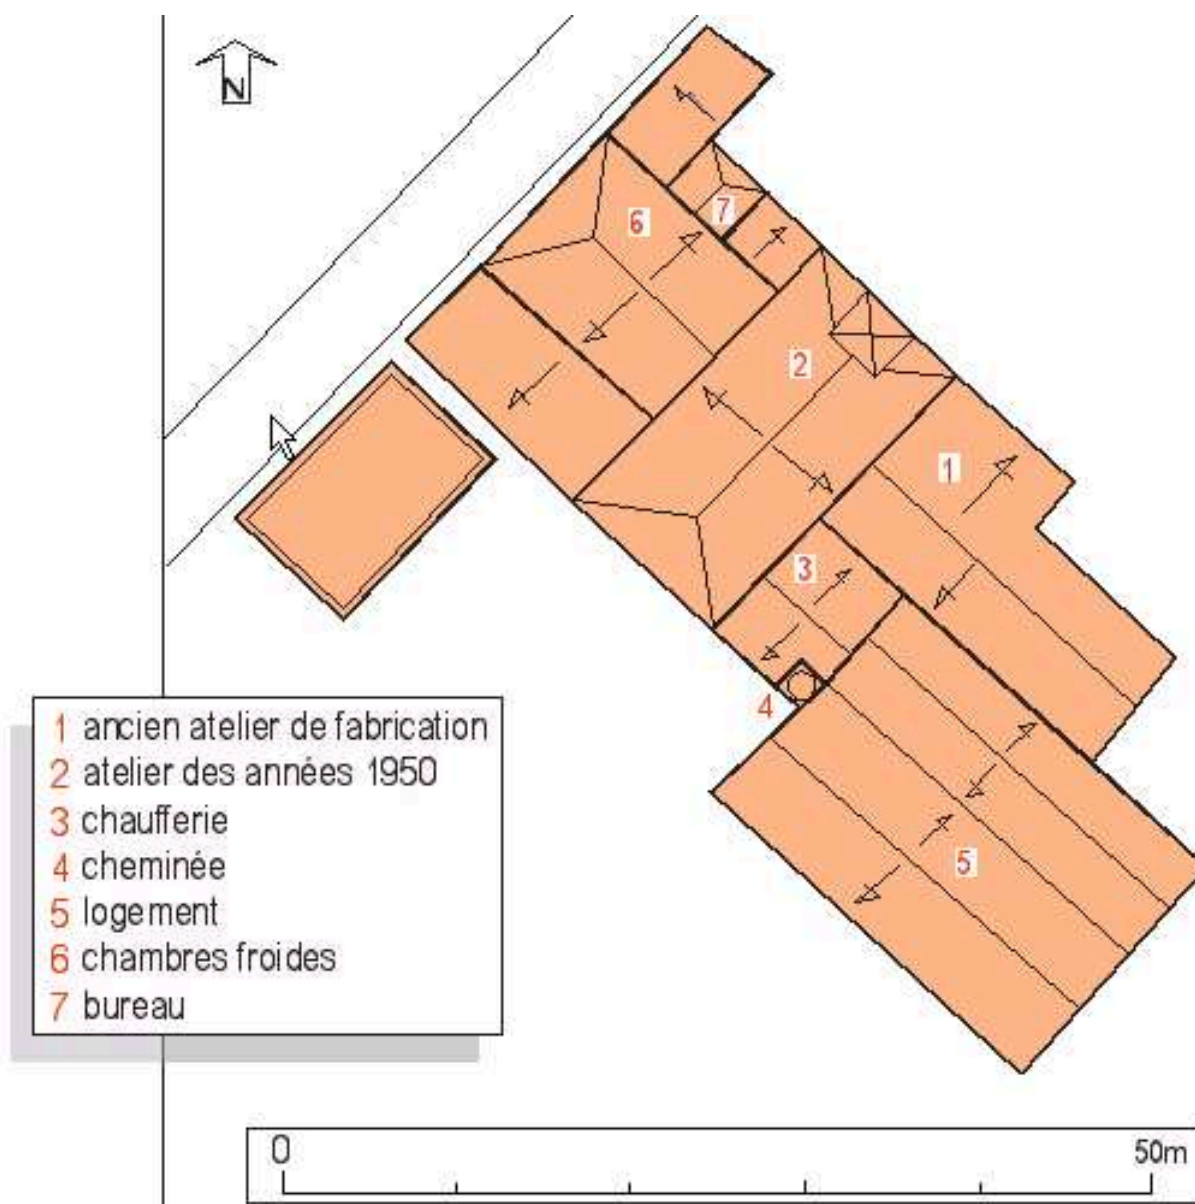 N
6
7
2
1
3
4
5
1 ancien atelier de fabrication
2 atelier des années 1950
3 chaufferie
4 cheminée
5 logement
6 chambres froides
7 bureau
0 50m